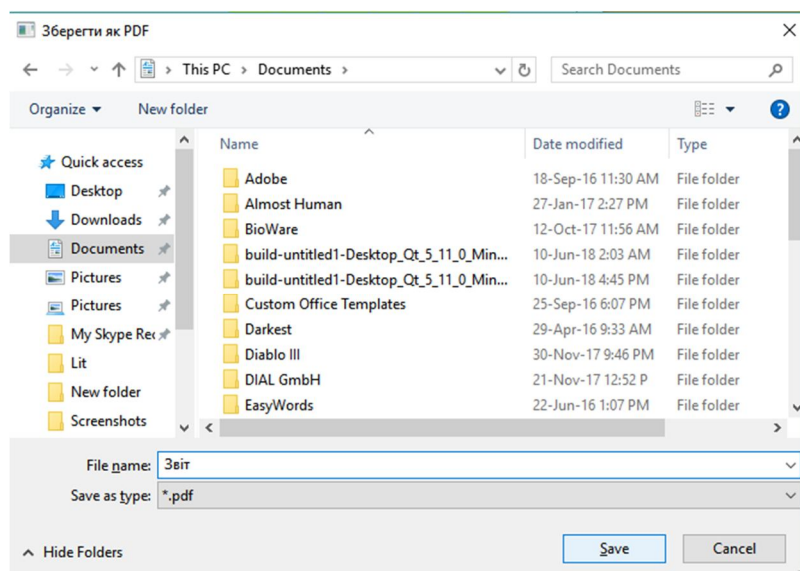 Зберегти як PDF
This PC > Documents >
Search Documents
Organize
New folder
Name
Date modified
Type
Quick access
Desktop
Downloads
Documents
Pictures
Pictures
My Skype Rec
Lit
New folder
Screenshots
Adobe 18-Sep-16 11:30 AM File folder
Almost Human 27-Jan-17 2:27 PM File folder
BioWare 12-Oct-17 11:56 AM File folder
build-untitled1-Desktop_Qt_5_11_0_Min... 10-Jun-18 2:03 AM File folder
build-untitled1-Desktop_Qt_5_11_0_Min... 10-Jun-18 4:45 PM File folder
Custom Office Templates 25-Sep-16 6:07 PM File folder
Darkest 29-Apr-16 9:33 AM File folder
Diablo III 30-Nov-17 9:46 PM File folder
DIAL GmbH 21-Nov-17 12:52 P File folder
EasyWords 22-Jun-16 1:07 PM File folder
File name: Звіт
Save as type: *.pdf
Hide Folders
Save
Cancel